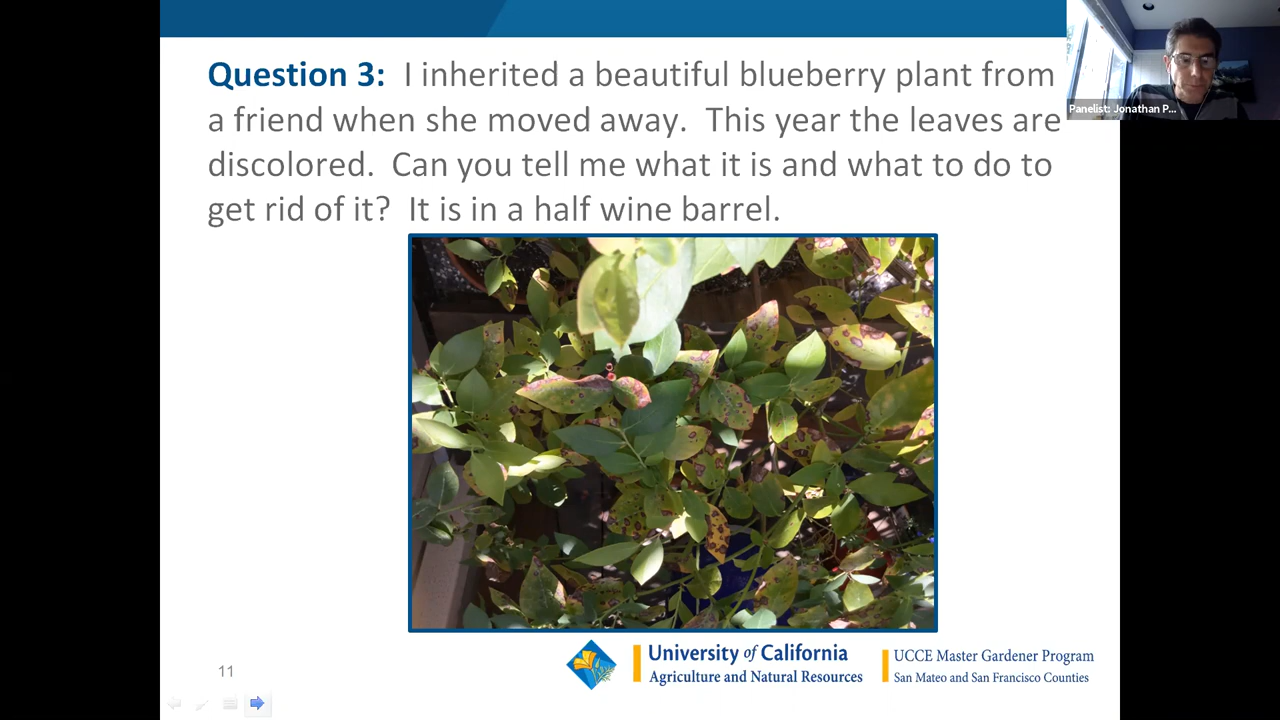 Question 3: I inherited a beautiful blueberry plant from
a friend when she moved away. This year the leaves are
discolored. Can you tell me what it is and what to do to
get rid of it? It is in a half wine barrel.
Panelist: Jonathan P...
11
University of California
Agriculture and Natural Resources
UCCE Master Gardener Program
San Mateo and San Francisco Counties